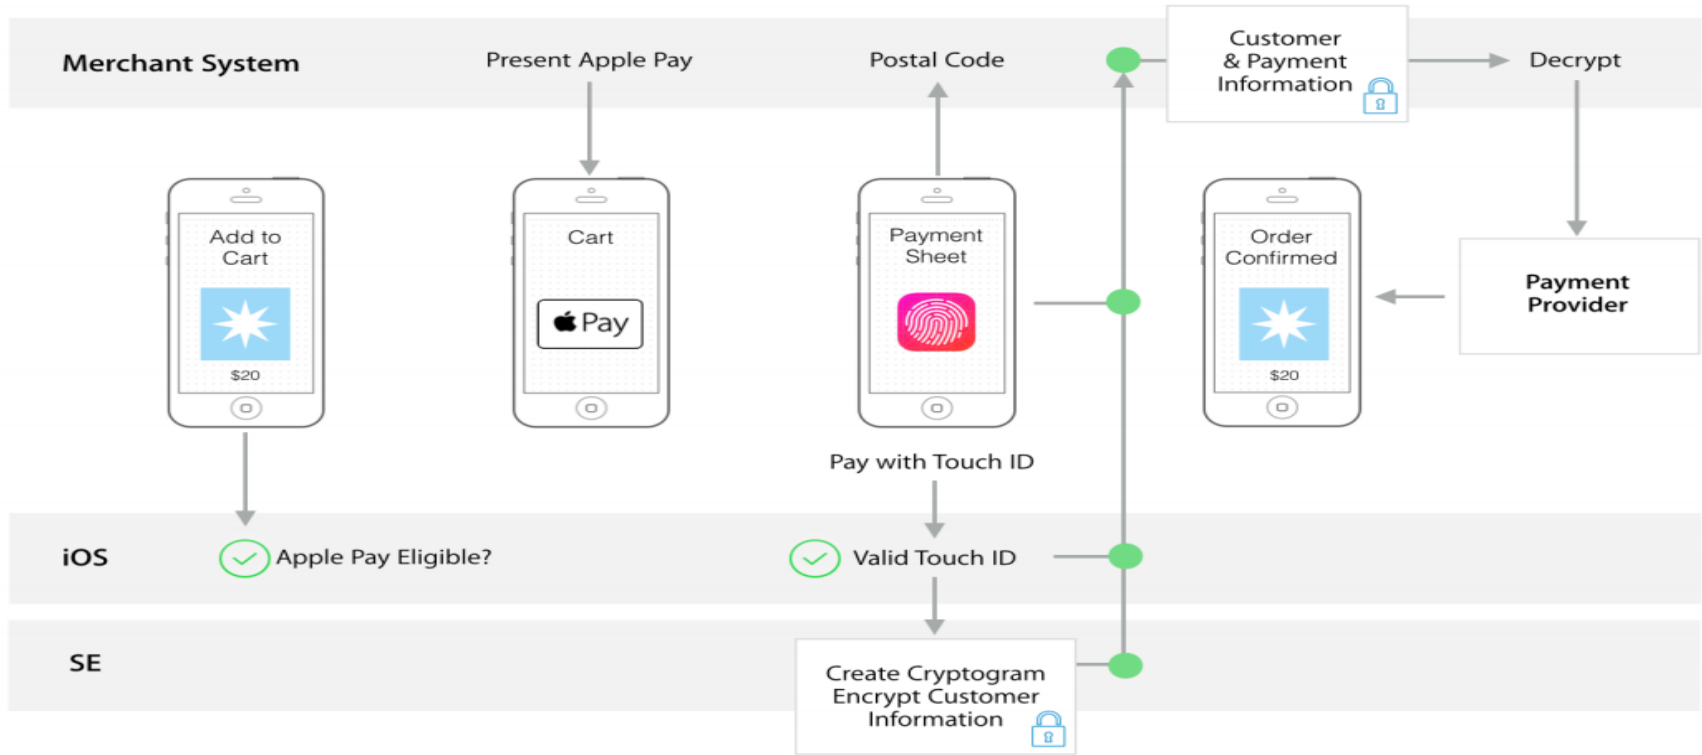 Merchant System
Present Apple Pay
Postal Code
Customer
& Payment
Information
Decrypt
Add to
Cart
$20
Cart
Pay
Payment
Sheet
Order
Confirmed
$20
Payment
Provider
Pay with Touch ID
iOS
Apple Pay Eligible?
Valid Touch ID
SE
Create Cryptogram
Encrypt Customer
Information